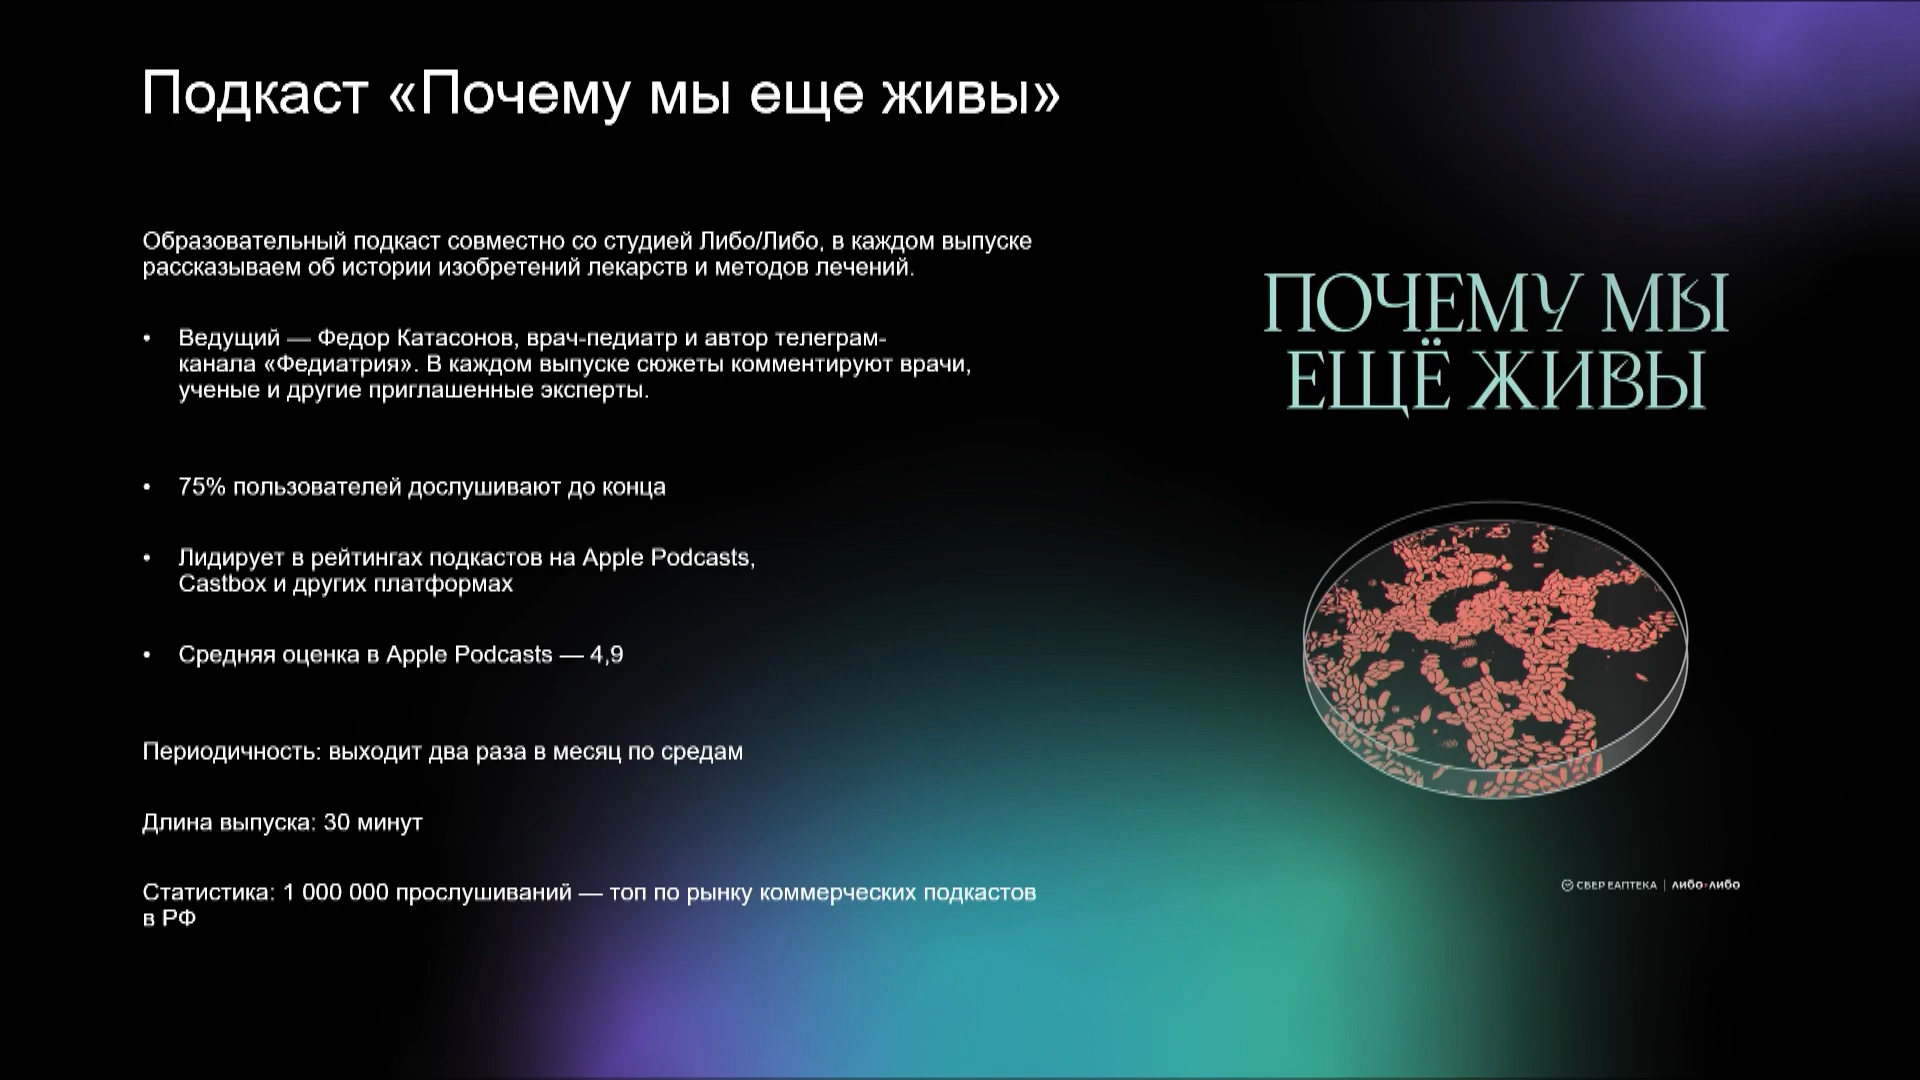 Подкаст «Почему мы еще живы»
Образовательный подкаст совместно со студией Либо/Либо, в каждом выпуске
рассказываем об истории изобретений лекарств и методов лечений.
• Ведущий — Федор Катасонов, врач-педиатр и автор телеграм-
канала «Федиатрия». В каждом выпуске сюжеты комментируют врачи,
ученые и другие приглашенные эксперты.
• 75% пользователей дослушивают до конца
• Лидирует в рейтингах подкастов на Apple Podcasts,
Castbox и других платформах
• Средняя оценка в Apple Podcasts — 4,9
Периодичность: выходит два раза в месяц по средам
Длина выпуска: 30 минут
Статистика: 1 000 000 прослушиваний — топ по рынку коммерческих подкастов
в РФ
ПОЧЕМУ МЫ
ЕЩЁ ЖИВЫ
СБЕР ЕАПТЕКА | либо•либо